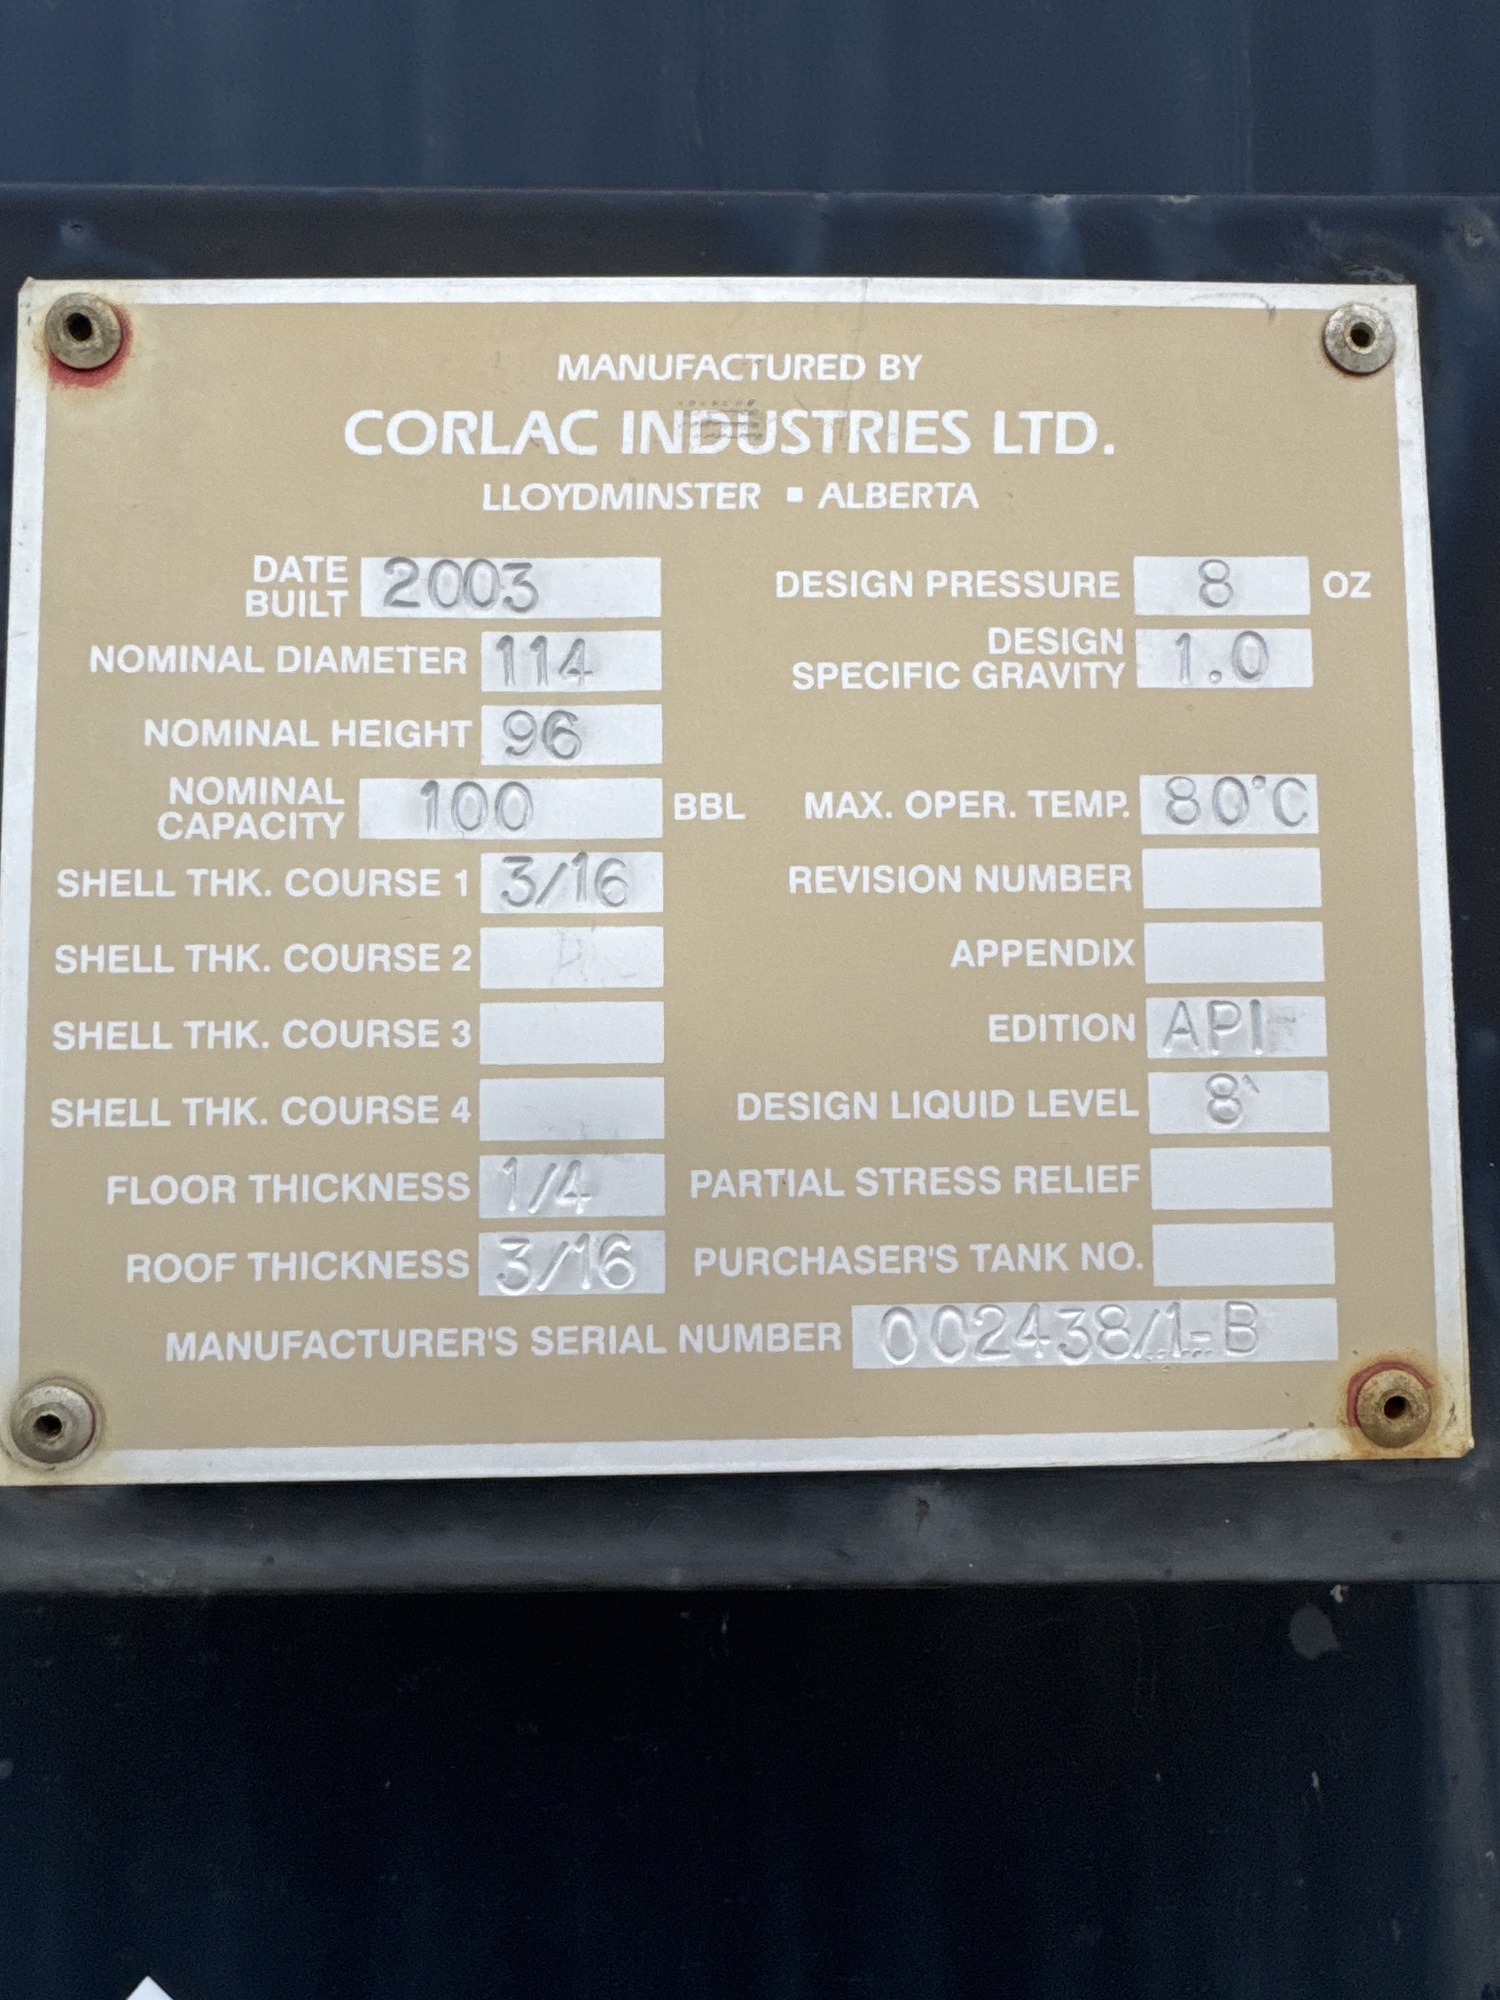 MANUFACTURED BY
CORLAC INDUSTRIES LTD.
LLOYDMINSTER ▪ ALBERTA
DATE BUILT 2003
NOMINAL DIAMETER 114
NOMINAL HEIGHT 96
NOMINAL CAPACITY 100 BBL
SHELL THK. COURSE 1 3/16
SHELL THK. COURSE 2
SHELL THK. COURSE 3
SHELL THK. COURSE 4
FLOOR THICKNESS 1/4
ROOF THICKNESS 3/16
DESIGN PRESSURE 8 OZ
DESIGN SPECIFIC GRAVITY 1.0
MAX. OPER. TEMP. 80°C
REVISION NUMBER
APPENDIX
EDITION API
DESIGN LIQUID LEVEL 8'
PARTIAL STRESS RELIEF
PURCHASER'S TANK NO.
MANUFACTURER'S SERIAL NUMBER 002438/1-B